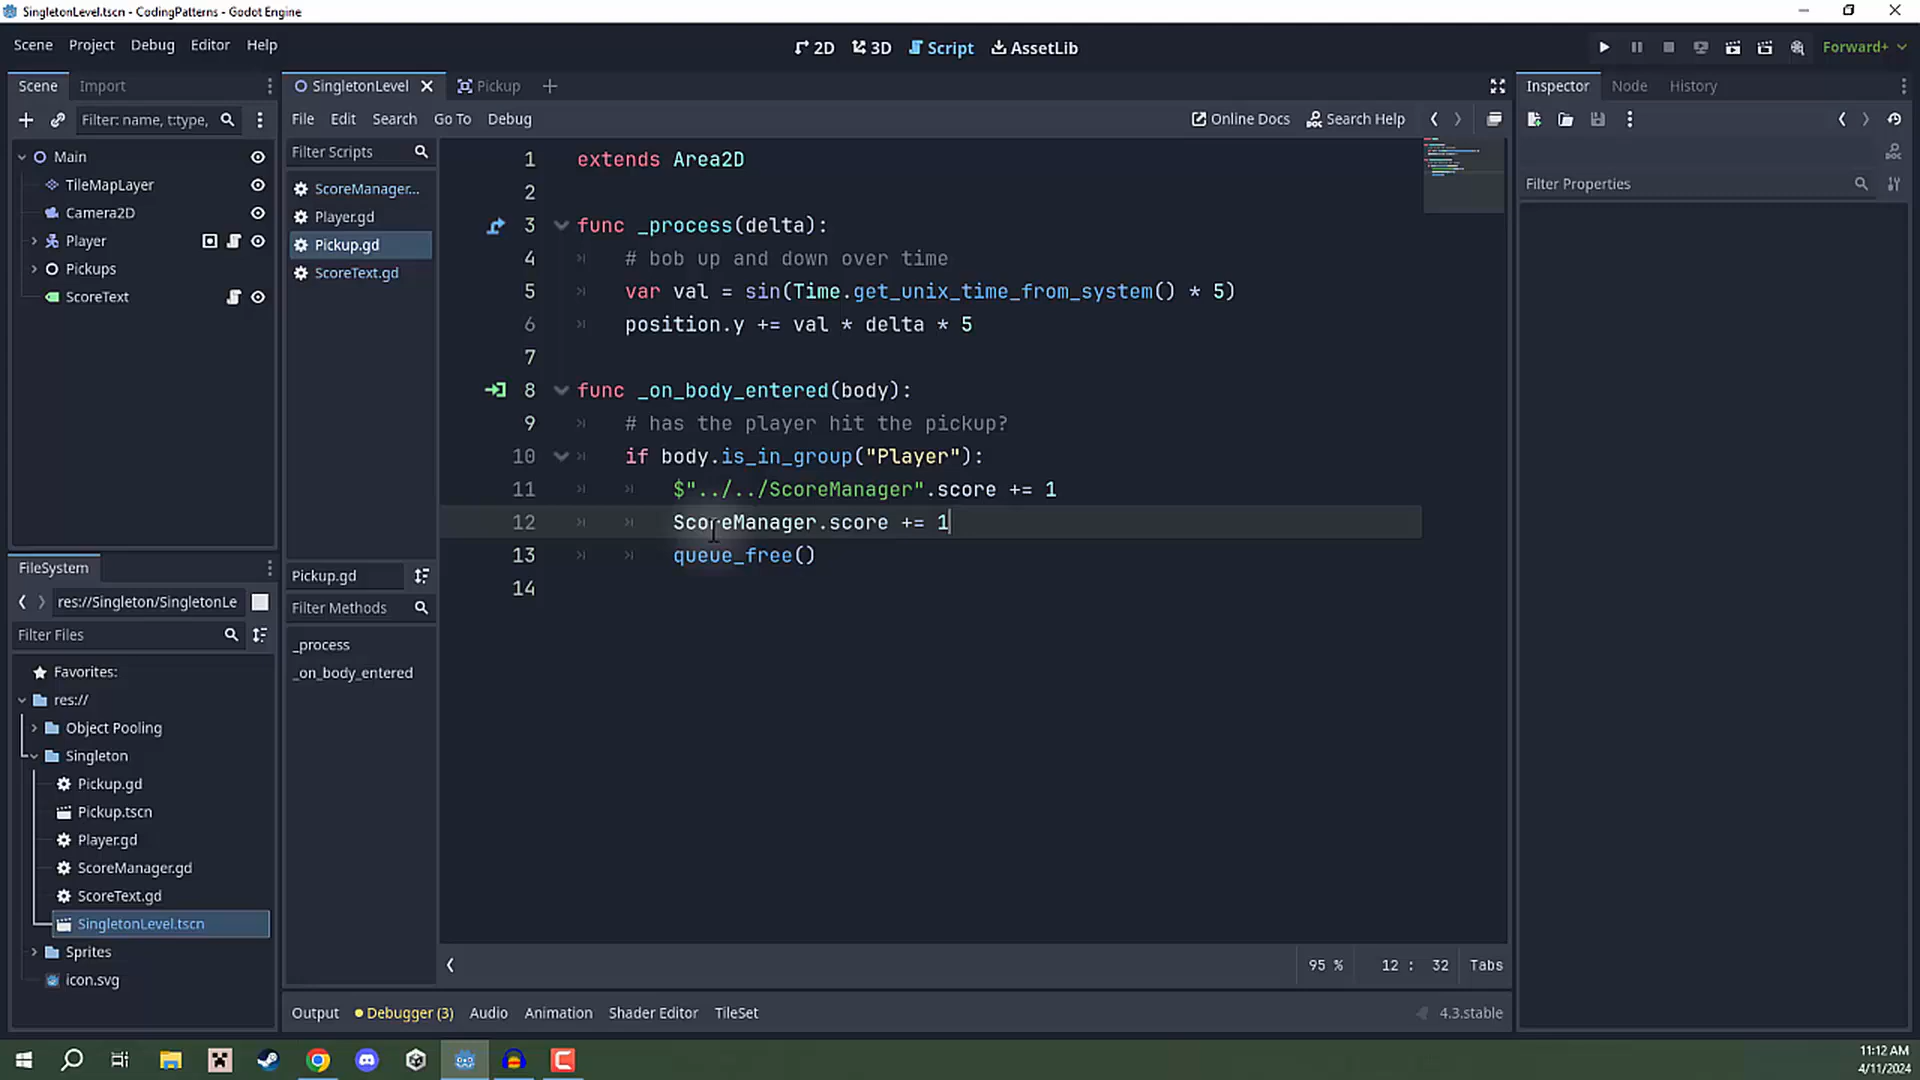 SingletonLevel.tscn - CodingPatterns - Godot Engine
Scene Project Debug Editor Help
2D 3D Script AssetLib
Forward+
Scene Import
Filter: name, t:type,
Main
TileMapLayer
Camera2D
Player
Pickups
ScoreText
FileSystem
res://Singleton/SingletonLe
Filter Files
Favorites:
res://
Object Pooling
Singleton
Pickup.gd
Pickup.tscn
Player.gd
ScoreManager.gd
ScoreText.gd
SingletonLevel.tscn
Sprites
icon.svg
SingletonLevel Pickup
File Edit Search Go To Debug
Online Docs Search Help
Filter Scripts
ScoreManager...
Player.gd
Pickup.gd
ScoreText.gd
Pickup.gd
Filter Methods
_process
_on_body_entered
1 extends Area2D
2
3 func _process(delta):
4 # bob up and down over time
5 var val = sin(Time.get_unix_time_from_system() * 5)
6 position.y += val * delta * 5
7
8 func _on_body_entered(body):
9 # has the player hit the pickup?
10 if body.is_in_group("Player"):
11 $"../../ScoreManager".score += 1
12 ScoreManager.score += 1
13 queue_free()
14
95 % 12 : 32 Tabs
Output Debugger (3) Audio Animation Shader Editor TileSet
4.3.stable
Inspector Node History
Filter Properties
11:12 AM
4/11/2024